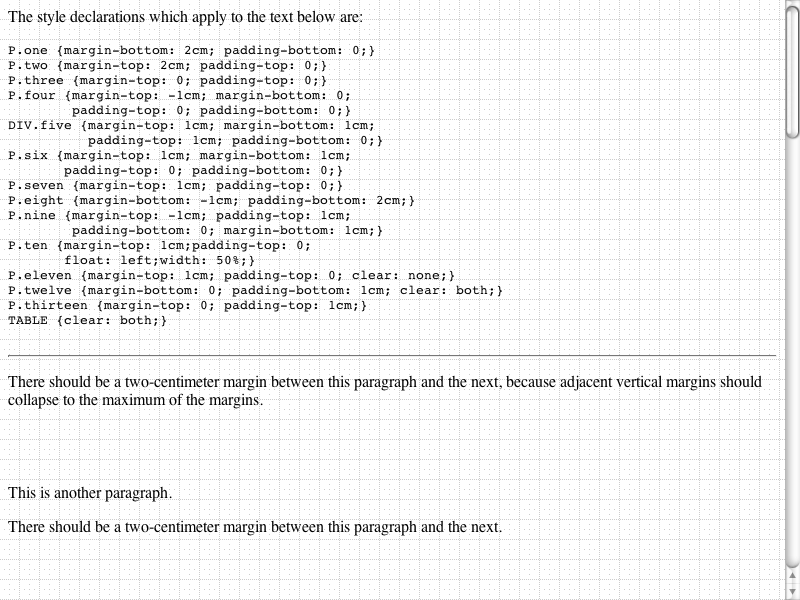 The style declarations which apply to the text below are:
P.one {margin-bottom: 2cm; padding-bottom: 0;}
P.two {margin-top: 2cm; padding-top: 0;}
P.three {margin-top: 0; padding-top: 0;}
P.four {margin-top: -1cm; margin-bottom: 0;
        padding-top: 0; padding-bottom: 0;}
DIV.five {margin-top: 1cm; margin-bottom: 1cm;
          padding-top: 1cm; padding-bottom: 0;}
P.six {margin-top: 1cm; margin-bottom: 1cm;
       padding-top: 0; padding-bottom: 0;}
P.seven {margin-top: 1cm; padding-top: 0;}
P.eight {margin-bottom: -1cm; padding-bottom: 2cm;}
P.nine {margin-top: -1cm; padding-top: 1cm;
        padding-bottom: 0; margin-bottom: 1cm;}
P.ten {margin-top: 1cm;padding-top: 0;
       float: left;width: 50%;}
P.eleven {margin-top: 1cm; padding-top: 0; clear: none;}
P.twelve {margin-bottom: 0; padding-bottom: 1cm; clear: both;}
P.thirteen {margin-top: 0; padding-top: 1cm;}
TABLE {clear: both;}
There should be a two-centimeter margin between this paragraph and the next, because adjacent vertical margins should
collapse to the maximum of the margins.
This is another paragraph.
There should be a two-centimeter margin between this paragraph and the next.